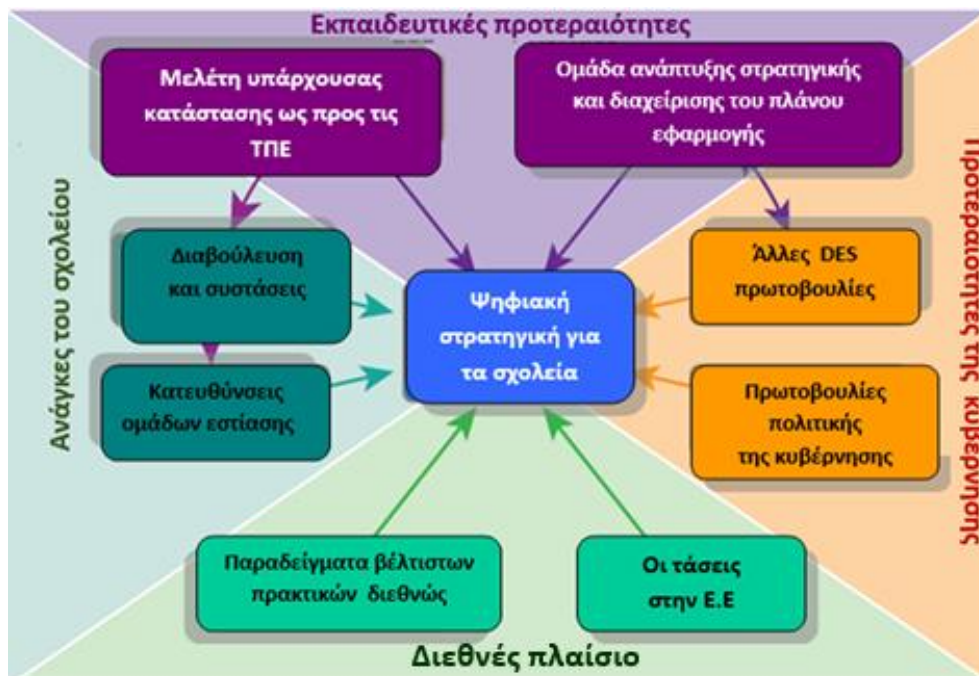 Εκπαιδευτικές προτεραιότητες
Μελέτη υπάρχουσας
κατάστασης ως προς τις
ΤΠΕ
Ομάδα ανάπτυξης στρατηγικής
και διαχείρισης του πλάνου
εφαρμογής
Ανάγκες του σχολείου
Διαβούλευση
και συστάσεις
Κατευθύνσεις
ομάδων εστίασης
Ψηφιακή
στρατηγική για
τα σχολεία
Άλλες DES
πρωτοβουλίες
Πρωτοβουλίες
πολιτικής
της κυβέρνησης
Προτεραιότητες της κυβέρνησης
Παραδείγματα βέλτιστων
πρακτικών διεθνώς
Οι τάσεις
στην Ε.Ε
Διεθνές πλαίσιο